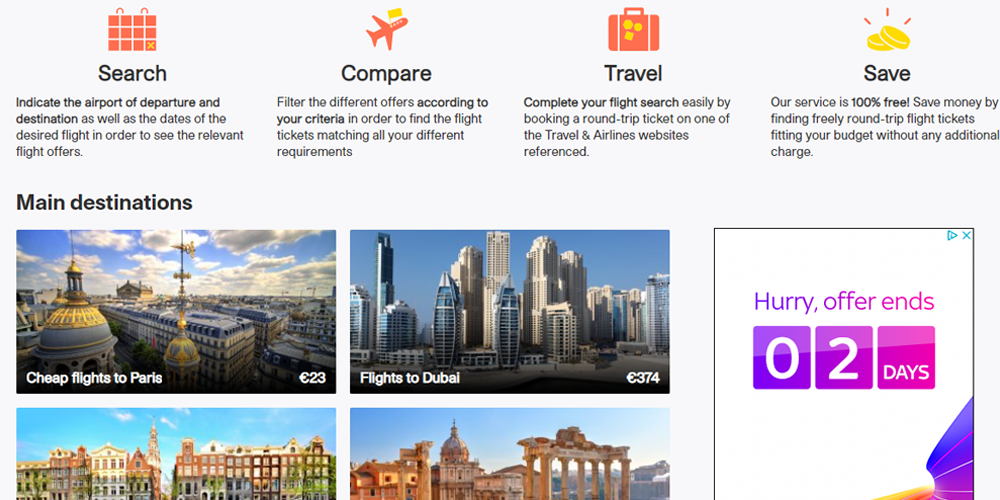 Search
Compare
Travel
Save
Indicate the airport of departure and
destination as well as the dates of the
desired flight in order to see the relevant
flight offers.
Filter the different offers according to
your criteria in order to find the flight
tickets matching all your different
requirements
Complete your flight search easily by
booking a round-trip ticket on one of
the Travel & Airlines websites
referenced.
Our service is 100% free! Save money by
finding freely round-trip flight tickets
fitting your budget without any additional
charge.
Main destinations
Cheap flights to Paris €23
Flights to Dubai €374
Hurry, offer ends
02 DAYS